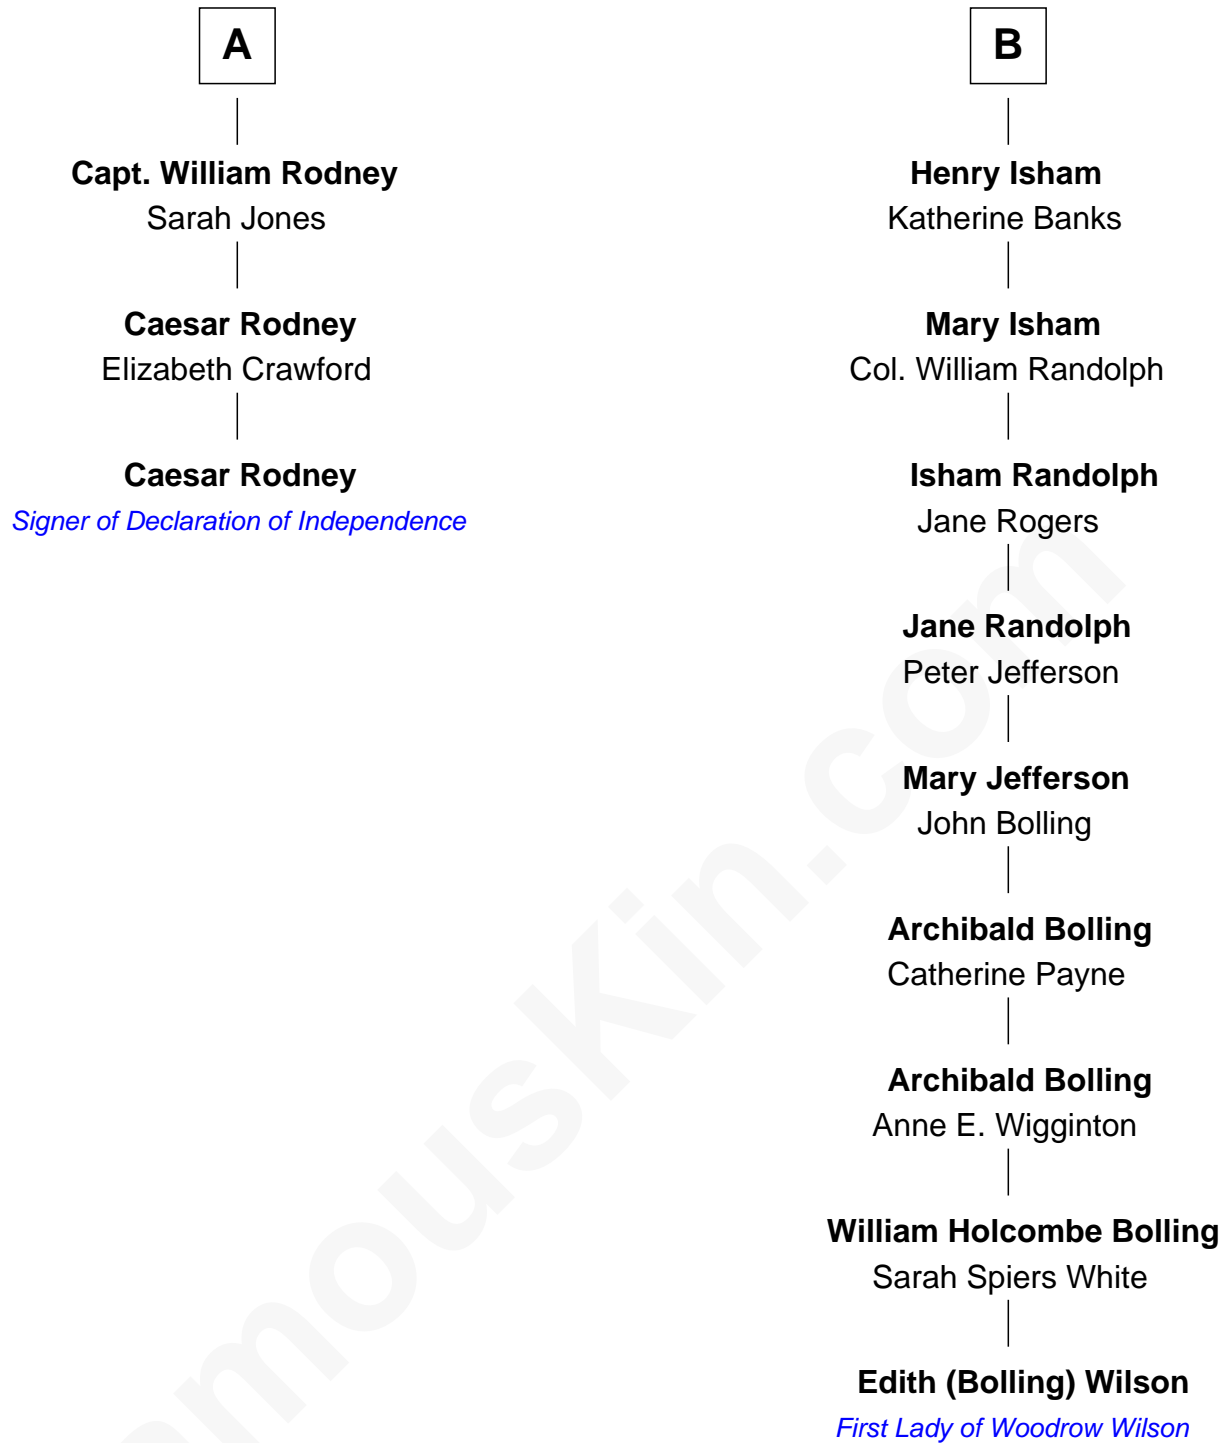 A
Capt. William Rodney
Sarah Jones
Caesar Rodney
Elizabeth Crawford
Caesar Rodney
Signer of Declaration of Independence
B
Henry Isham
Katherine Banks
Mary Isham
Col. William Randolph
Isham Randolph
Jane Rogers
Jane Randolph
Peter Jefferson
Mary Jefferson
John Bolling
Archibald Bolling
Catherine Payne
Archibald Bolling
Anne E. Wigginton
William Holcombe Bolling
Sarah Spiers White
Edith (Bolling) Wilson
First Lady of Woodrow Wilson
amousKin.com